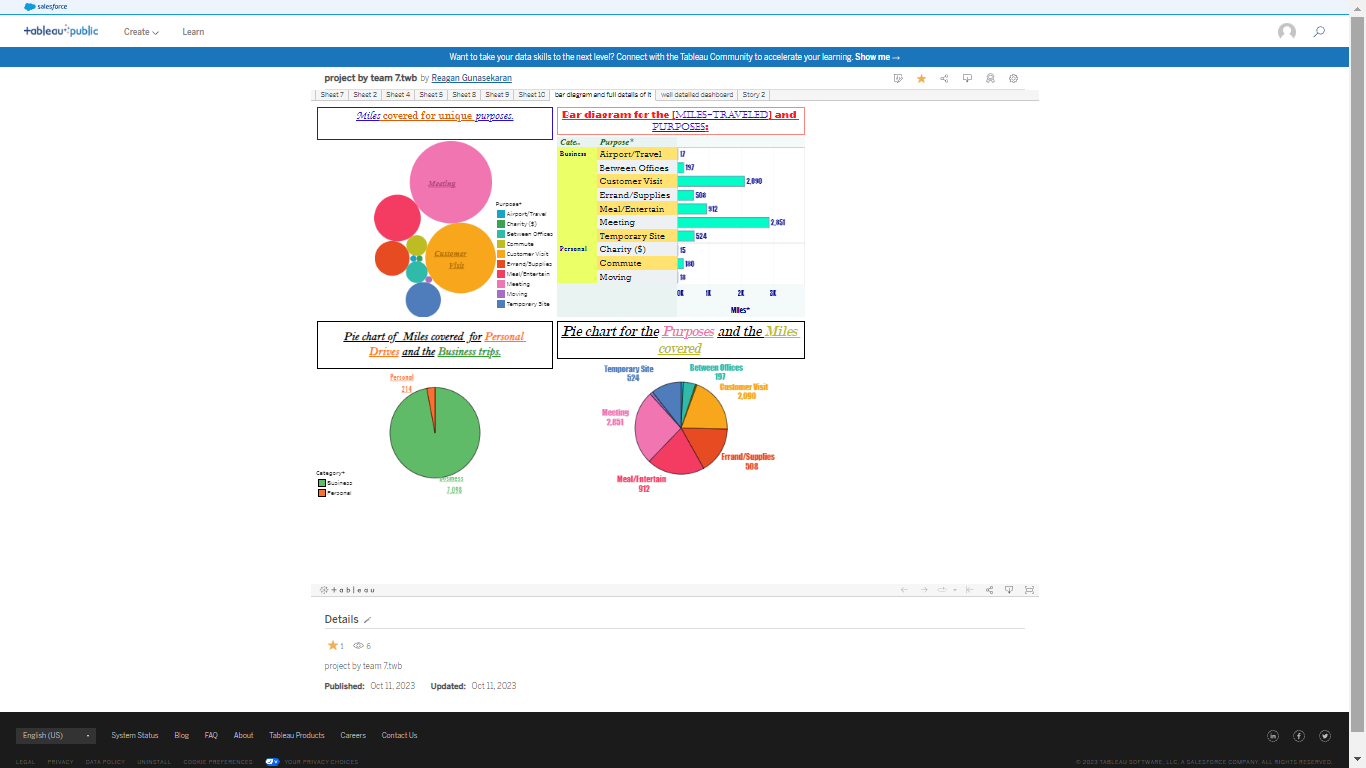 salesforce
+ableau public
Create
Learn
Want to take your data skills to the next level? Connect with the Tableau Community to accelerate your learning. Show me →
project by team 7.twb by Reagan Gunasekaran
Sheet 7
Sheet 2
Sheet 4
Sheet 5
Sheet 8
Sheet 9
Sheet 10
bar diagram and full details of it
well detailed dashboard
Story 2
Miles covered for unique purposes.
Meeting
Customer
Visit
Purpose*
Airport/Travel
Charity ($)
Between Offices
Commute
Customer Visit
Errand/Supplies
Meal/Entertain
Meeting
Moving
Temporary Site
Bar diagram for the [MILES-TRAVELED] and
PURPOSES:
Cate.. Purpose*
Business Airport/Travel 17
Between Offices 197
Customer Visit 2,090
Errand/Supplies 508
Meal/Entertain 912
Meeting 2,851
Temporary Site 524
Personal Charity ($) 15
Commute 180
Moving 18
0K 1K 2K 3K
Miles*
Pie chart of Miles covered for Personal
Drives and the Business trips.
Personal
214
Business
7,098
Category*
Business
Personal
Pie chart for the Purposes and the Miles
covered
Temporary Site
524
Between Offices
197
Customer Visit
2,090
Meeting
2,851
Errand/Supplies
508
Meal/Entertain
912
+ableau
Details
1 6
project by team 7.twb
Published: Oct 11, 2023 Updated: Oct 11, 2023
English (US)
System Status
Blog
FAQ
About
Tableau Products
Careers
Contact Us
LEGAL
PRIVACY
DATA POLICY
UNINSTALL
COOKIE PREFERENCES
YOUR PRIVACY CHOICES
© 2023 TABLEAU SOFTWARE, LLC, A SALESFORCE COMPANY. ALL RIGHTS RESERVED.